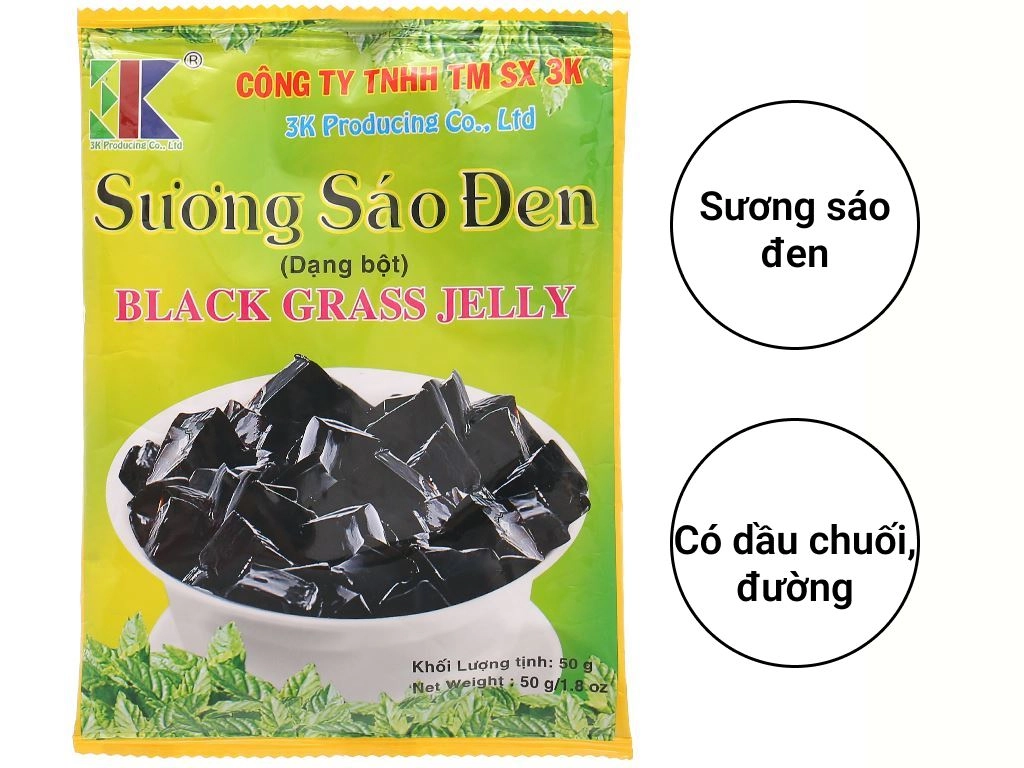 3K ®
3K Producing Co.. Ltd
CÔNG TY TNHH TM SX 3K
3K Producing Co., Ltd
Sương Sáo Đen
(Dạng bột)
BLACK GRASS JELLY
Khối Lượng tịnh: 50 g
Net Weight : 50 g/1.8 oz
Sương sáo
đen
Có dầu chuối,
đường